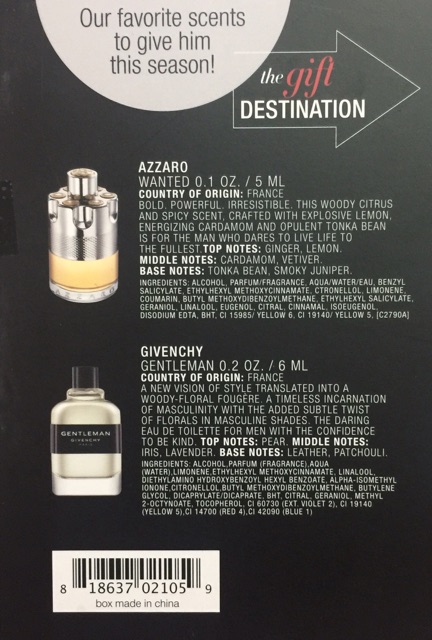 Our favorite scents
to give him
this season!
the gift
DESTINATION
AZZARO
WANTED 0.1 OZ. / 5 ML
COUNTRY OF ORIGIN: FRANCE
BOLD. POWERFUL. IRRESISTIBLE. THIS WOODY CITRUS
AND SPICY SCENT, CRAFTED WITH EXPLOSIVE LEMON,
ENERGIZING CARDAMOM AND OPULENT TONKA BEAN
IS FOR THE MAN WHO DARES TO LIVE LIFE TO
THE FULLEST. TOP NOTES: GINGER, LEMON.
MIDDLE NOTES: CARDAMOM, VETIVER.
BASE NOTES: TONKA BEAN, SMOKY JUNIPER.
INGREDIENTS: ALCOHOL, PARFUM/FRAGRANCE, AQUA/WATER/EAU, BENZYL
SALICYLATE, ETHYLHEXYL METHOXYCINNAMATE, CTRONELLOL, LIMONENE,
COUMARIN, BUTYL METHOXYDIBENZOYLMETHANE, ETHYLHEXYL SALICYLATE,
GERANIOL, LINALOOL, EUGENOL, CITRAL, CINNAMAL, ISOEUGENOL,
DISODIUM EDTA, BHT, CI 15985/ YELLOW 6, CI 19140/ YELLOW 5. [C2790A]
GIVENCHY
GENTLEMAN 0.2 OZ. / 6 ML
COUNTRY OF ORIGIN: FRANCE
A NEW VISION OF STYLE TRANSLATED INTO A
WOODY-FLORAL FOUGÈRE. A TIMELESS INCARNATION
OF MASCULINITY WITH THE ADDED SUBTLE TWIST
OF FLORALS IN MASCULINE SHADES. THE DARING
EAU DE TOILETTE FOR MEN WITH THE CONFIDENCE
TO BE KIND. TOP NOTES: PEAR. MIDDLE NOTES:
IRIS, LAVENDER. BASE NOTES: LEATHER, PATCHOULI.
INGREDIENTS: ALCOHOL,PARFUM (FRAGRANCE),AQUA
(WATER),LIMONENE,ETHYLHEXYL METHOXYCINNAMATE, LINALOOL,
DIETHYLAMINO HYDROXYBENZOYL HEXYL BENZOATE, ALPHA-ISOMETHYL
IONONE,CITRONELLOL,BUTYL METHOXYDIBENZOYLMETHANE, BUTYLENE
GLYCOL, DICAPRYLATE/DICAPRATE, BHT, CITRAL, GERANIOL, METHYL
2-OCTYNOATE, TOCOPHEROL, CI 60730 (EXT. VIOLET 2), CI 19140
(YELLOW 5),CI 14700 (RED 4),CI 42090 (BLUE 1)
GENTLEMAN
GIVENCHY
8 18637 02105 9
box made in china